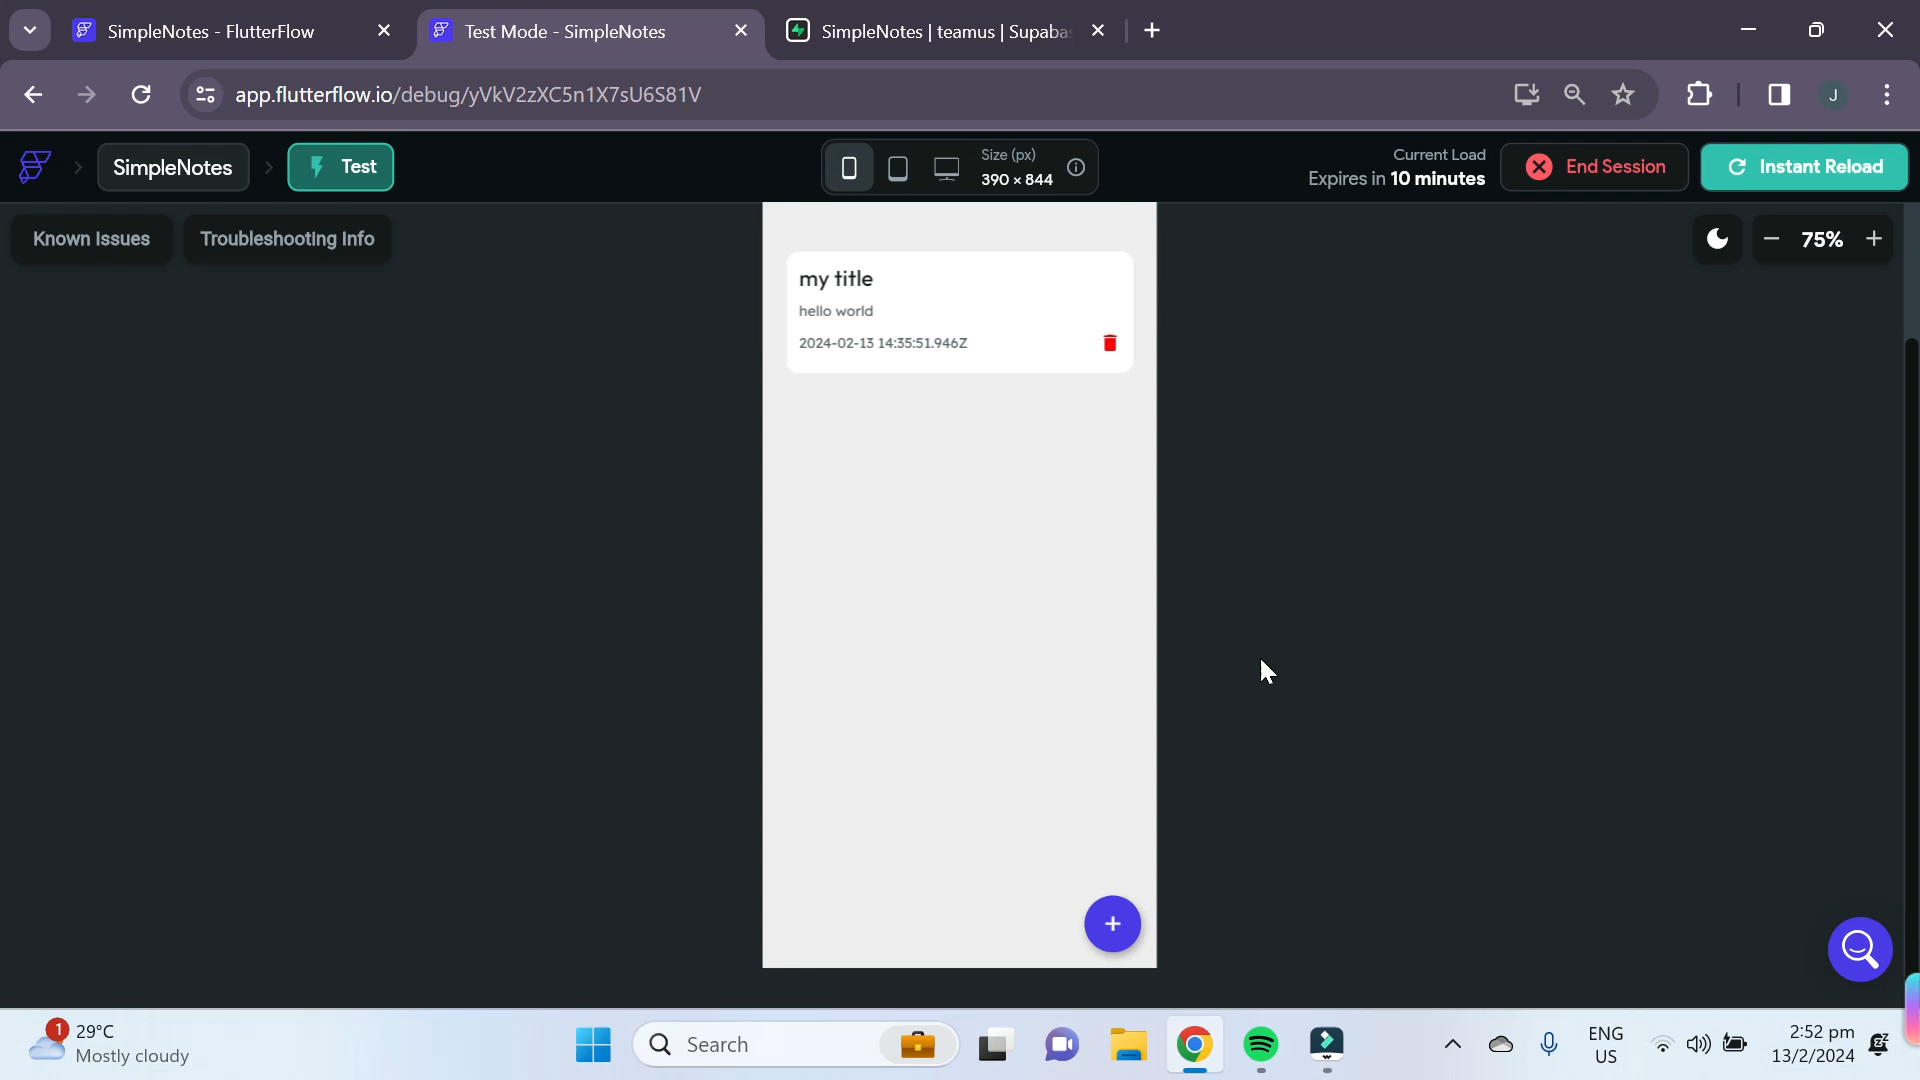 SimpleNotes - FlutterFlow
Test Mode - SimpleNotes
SimpleNotes | teamus | Supabas
app.flutterflow.io/debug/yVkV2zXC5n1X7sU6S81V
J
SimpleNotes
Test
Size (px)
390 × 844
Current Load
Expires in 10 minutes
End Session
Instant Reload
Known Issues
Troubleshooting Info
75%
my title
hello world
2024-02-13 14:35:51.946Z
1
29°C
Mostly cloudy
Search
ENG
US
2:52 pm
13/2/2024